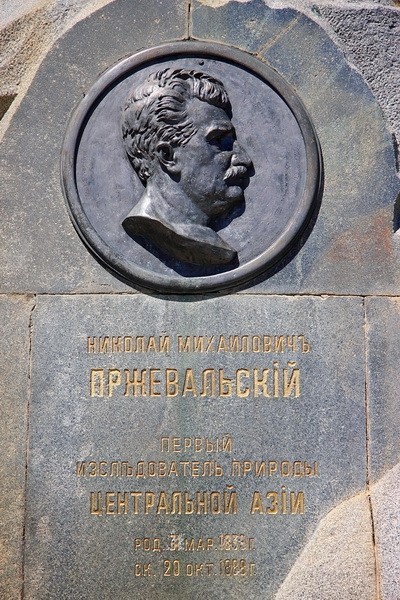 НИКОЛАЙ МИХАИЛОВИЧЪ
ПРЖЕВАЛЬСКІЙ
ПЕРВЫЙ
ИЗСЛѢДОВАТЕЛЬ ПРИРОДЫ
ЦЕНТРАЛЬНОЙ АЗІИ
РОД. 31 МАР. 1839 Г.
СК. 20 ОКТ. 1888 Г.